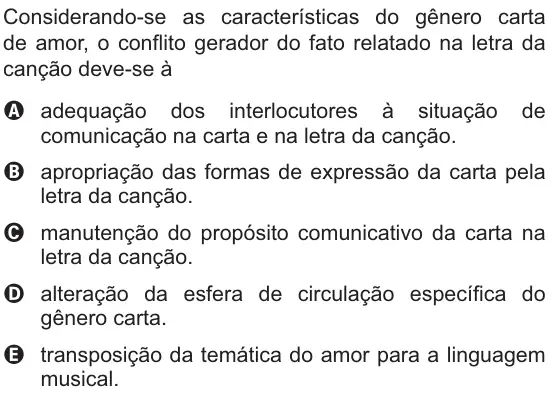 Considerando-se as características do gênero carta
de amor, o conflito gerador do fato relatado na letra da
canção deve-se à
A adequação dos interlocutores à situação de
comunicação na carta e na letra da canção.
B apropriação das formas de expressão da carta pela
letra da canção.
C manutenção do propósito comunicativo da carta na
letra da canção.
D alteração da esfera de circulação específica do
gênero carta.
E transposição da temática do amor para a linguagem
musical.